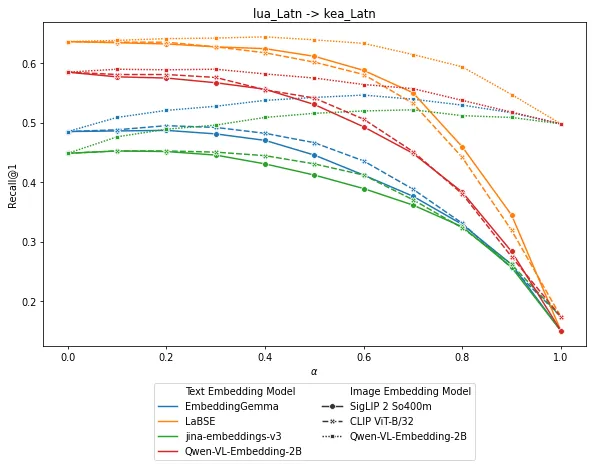 lua_Latn -> kea_Latn
Recall@1
0.6
0.5
0.4
0.3
0.2
0.0 0.2 0.4 0.6 0.8 1.0
α
Text Embedding Model Image Embedding Model
EmbeddingGemma SigLIP 2 So400m
LaBSE CLIP ViT-B/32
jina-embeddings-v3 Qwen-VL-Embedding-2B
Qwen-VL-Embedding-2B